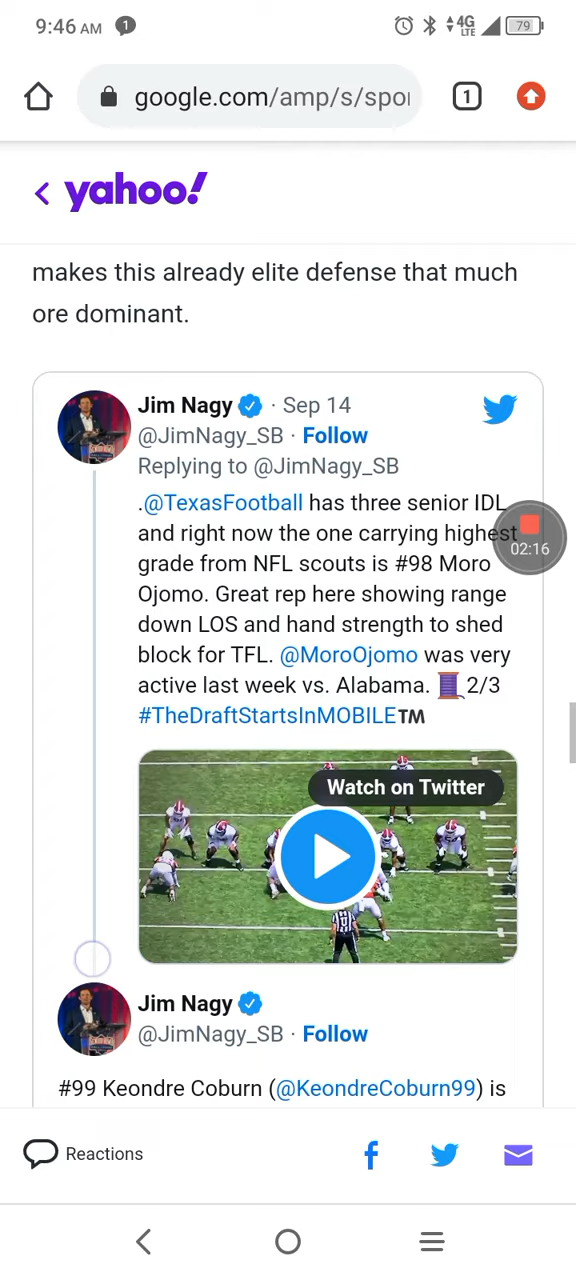 9:46 AM 1 4G LTE 79
google.com/amp/s/spor 1
yahoo!
makes this already elite defense that much
ore dominant.
Jim Nagy · Sep 14
@JimNagy_SB · Follow
Replying to @JimNagy_SB
.@TexasFootball has three senior IDL
and right now the one carrying highest
grade from NFL scouts is #98 Moro
02:16
Ojomo. Great rep here showing range
down LOS and hand strength to shed
block for TFL. @MoroOjomo was very
active last week vs. Alabama. 🧵2/3
#TheDraftStartsInMOBILE™
Watch on Twitter
Jim Nagy
@JimNagy_SB · Follow
#99 Keondre Coburn (@KeondreCoburn99) is
Reactions